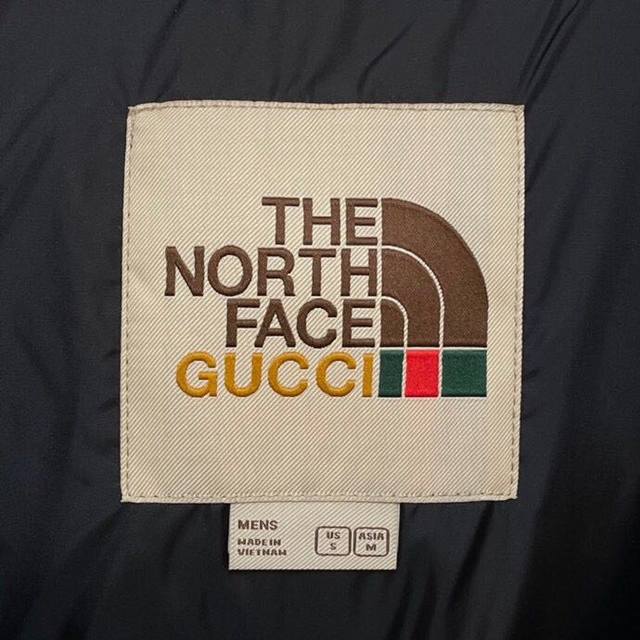 THE
NORTH
FACE
GUCCI
MENS
MADE IN
VIETNAM
US
S
ASIA
M